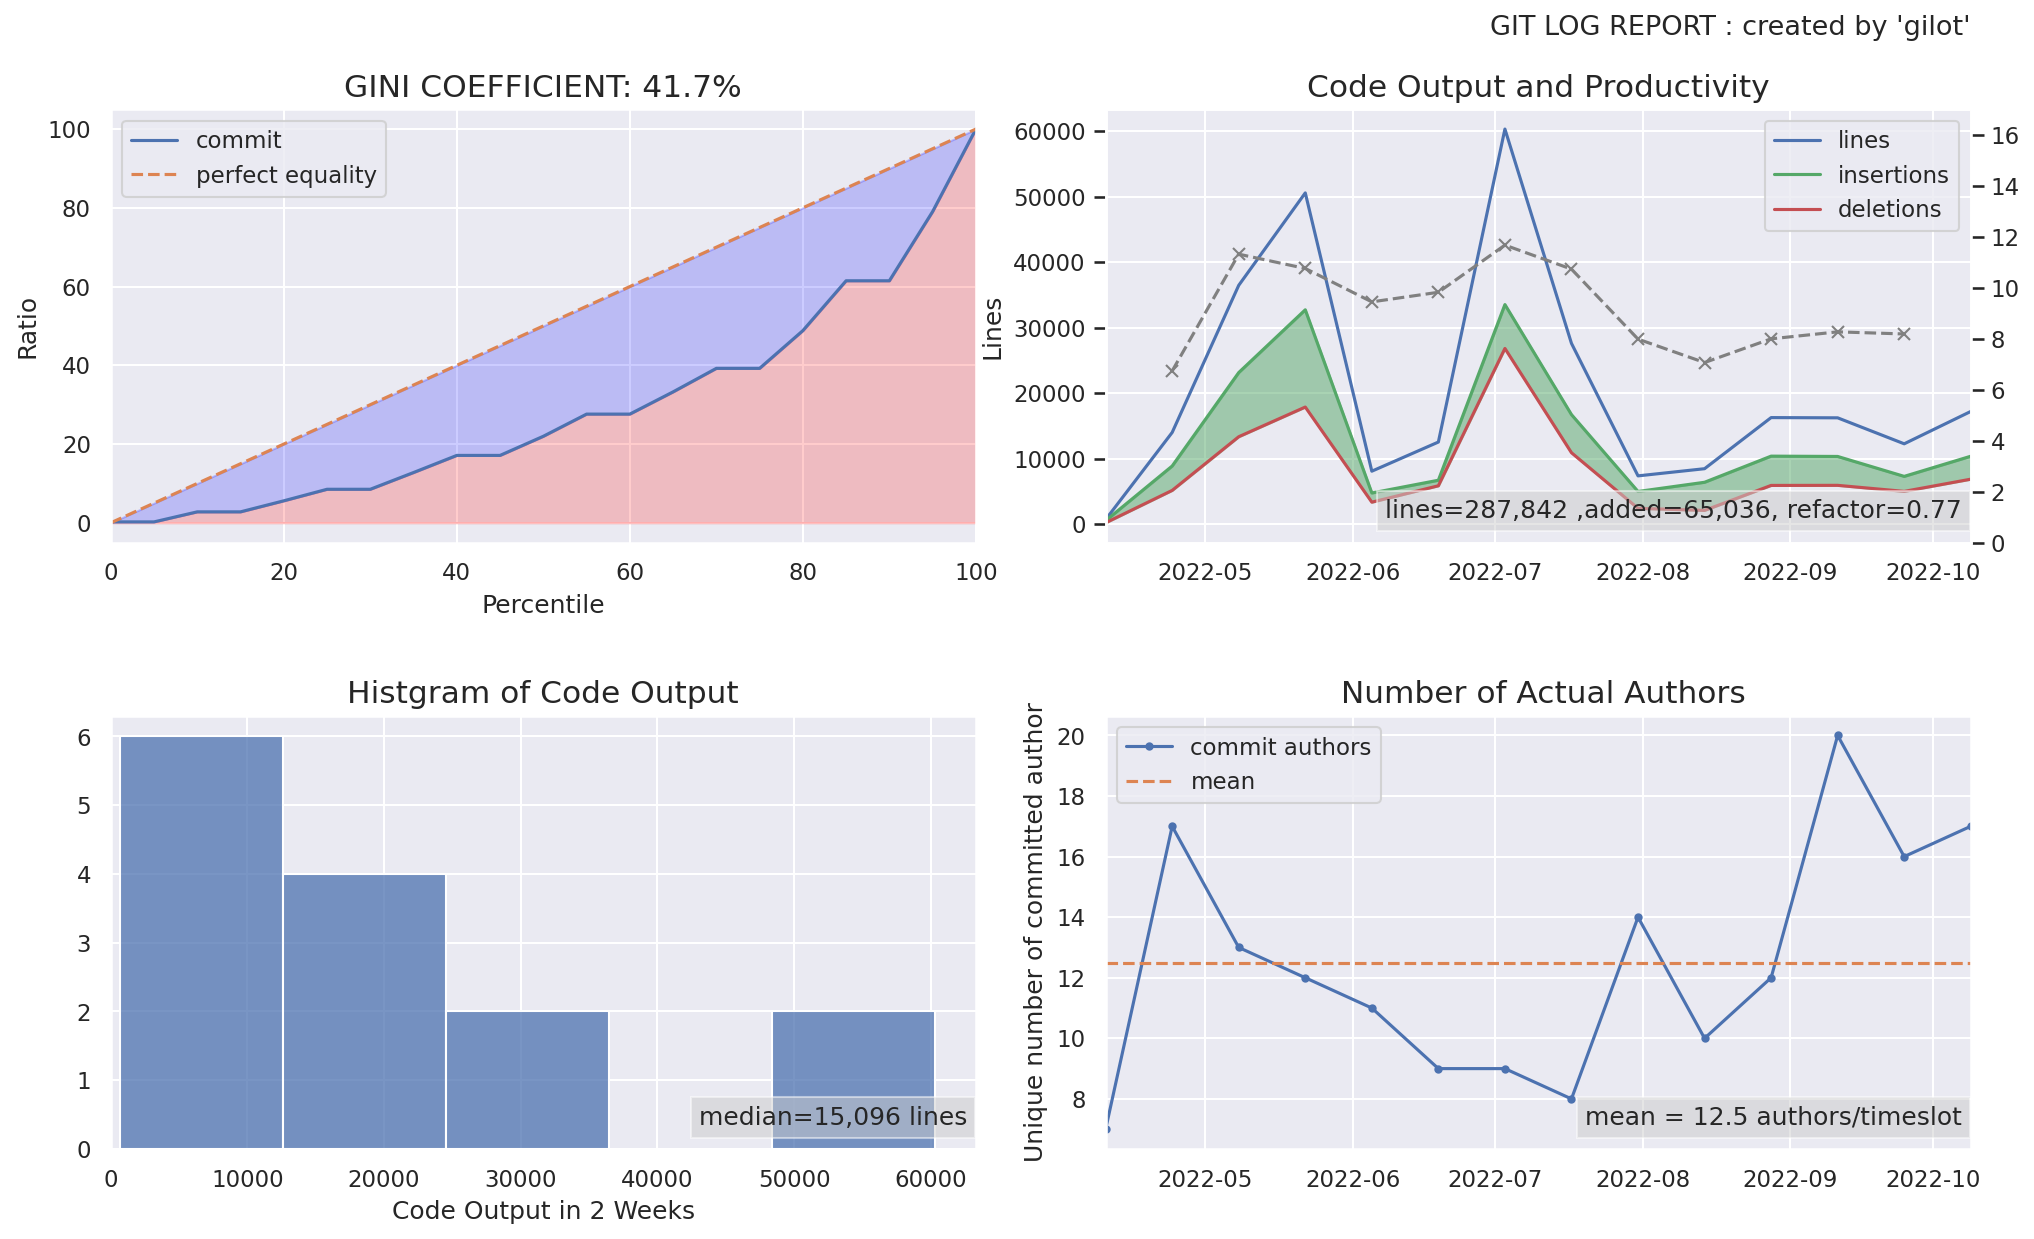 GIT LOG REPORT : created by 'gilot'
GINI COEFFICIENT: 41.7%
commit
perfect equality
Ratio
100
80
60
40
20
0
0 20 40 60 80 100
Percentile
Code Output and Productivity
lines
insertions
deletions
Lines
60000
50000
40000
30000
20000
10000
0
16
14
12
10
8
6
4
2
0
lines=287,842 ,added=65,036, refactor=0.77
2022-05 2022-06 2022-07 2022-08 2022-09 2022-10
Histgram of Code Output
6
5
4
3
2
1
0
median=15,096 lines
0 10000 20000 30000 40000 50000 60000
Code Output in 2 Weeks
Number of Actual Authors
commit authors
mean
Unique number of committed author
20
18
16
14
12
10
8
mean = 12.5 authors/timeslot
2022-05 2022-06 2022-07 2022-08 2022-09 2022-10